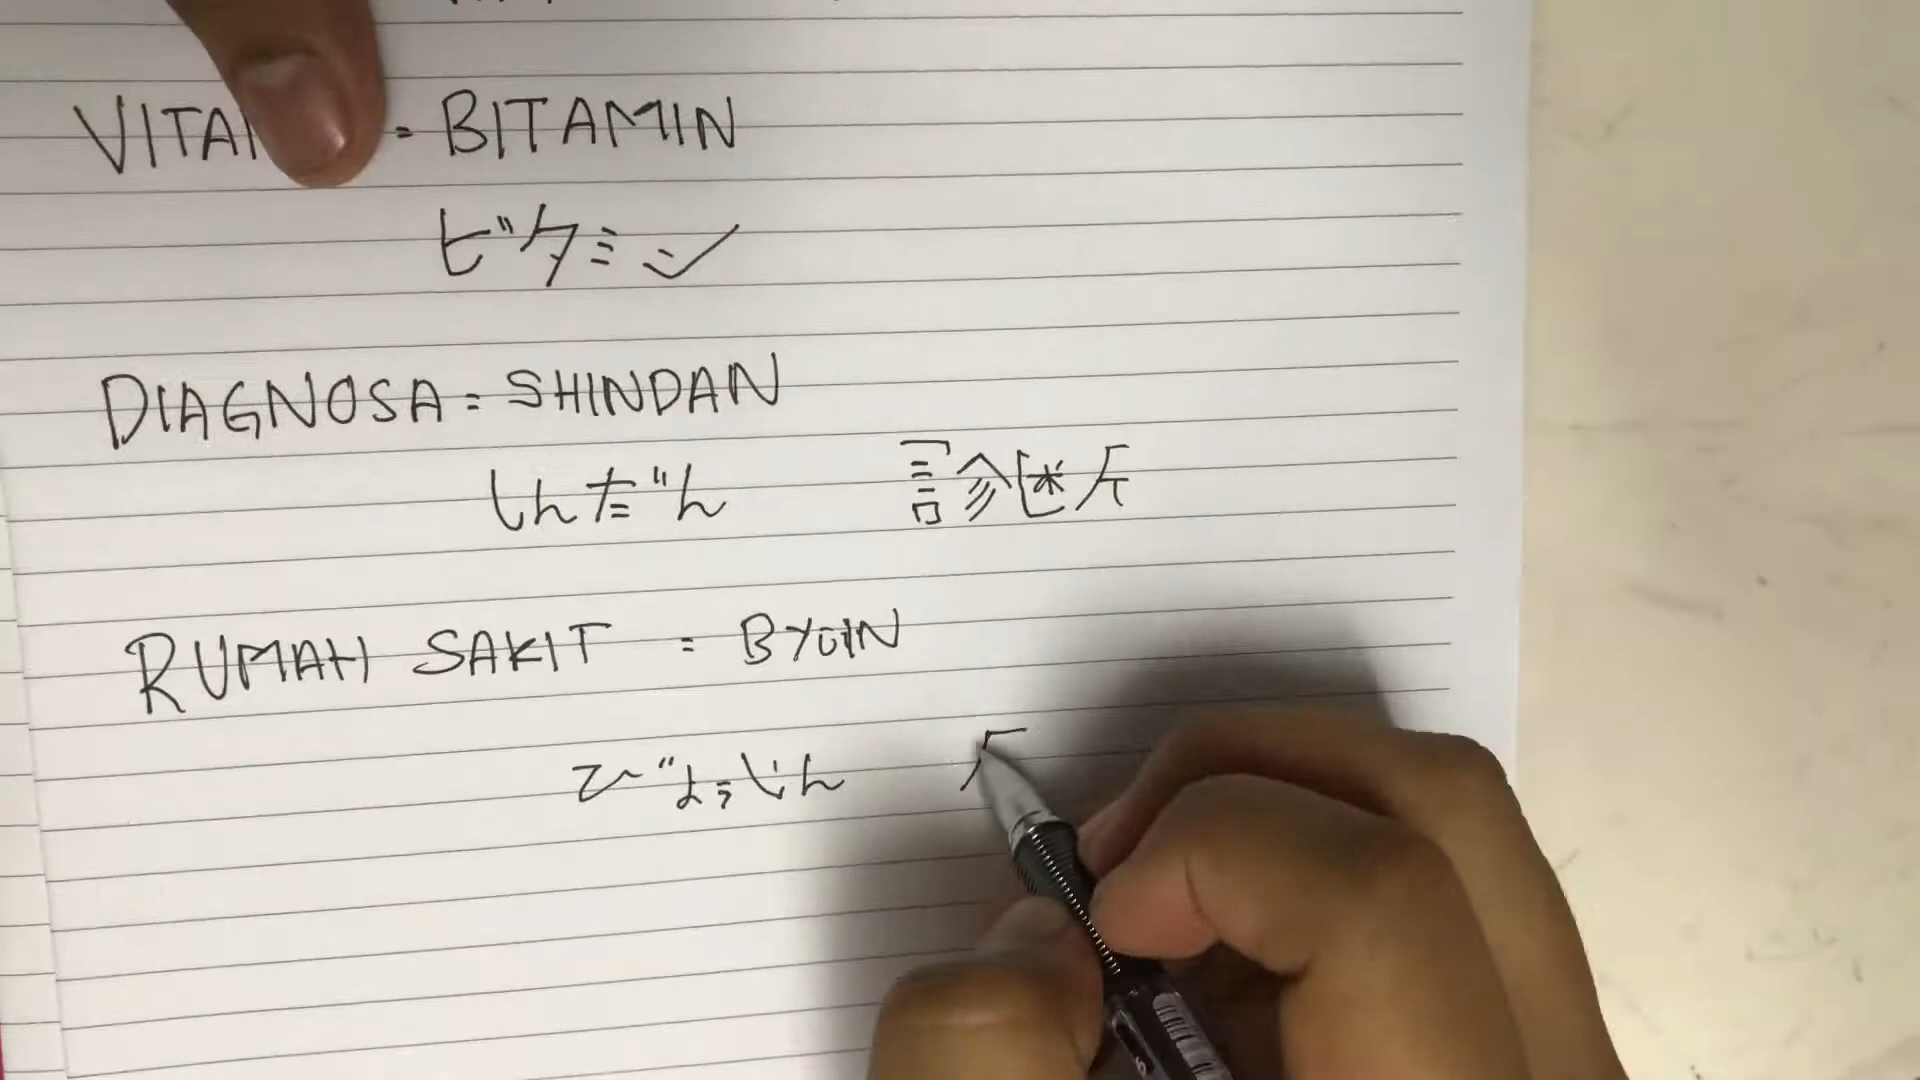 = BITAMIN
ビタミン
DIAGNOSA = SHINDAN
しんだん 診断
RUMAH SAKIT = BYOIN
びょういん